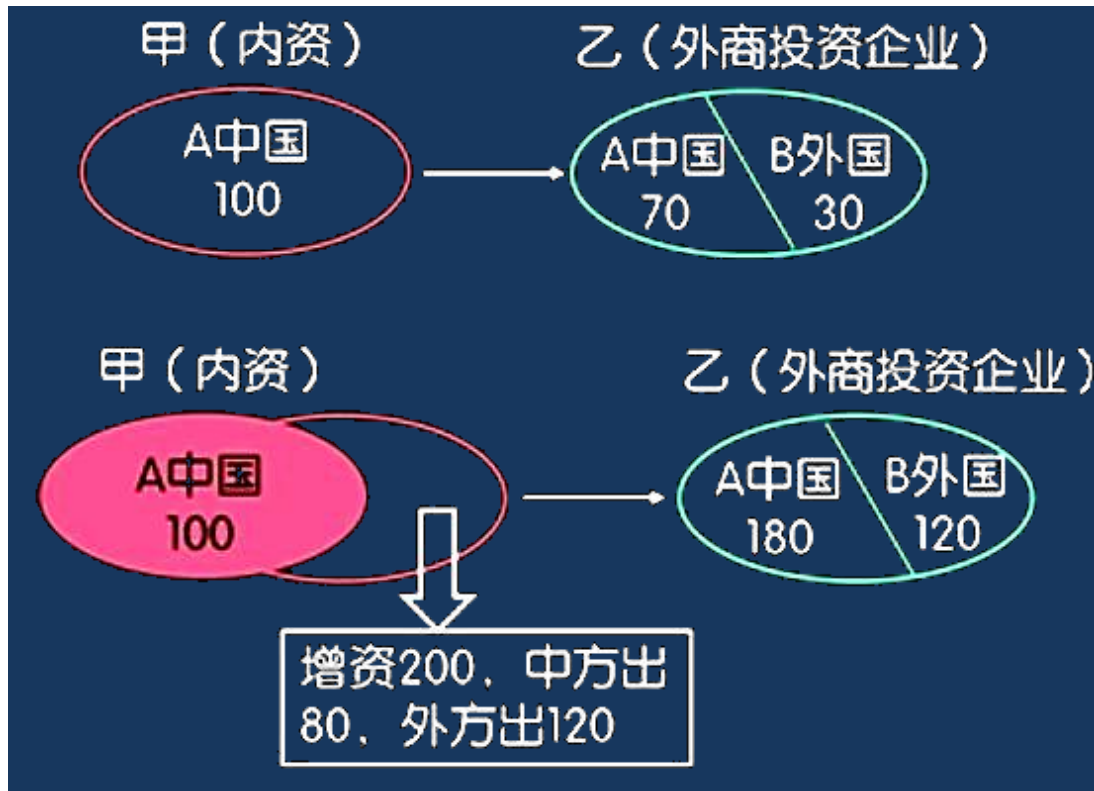 甲（内资）
乙（外商投资企业）
A中国
100
A中国
70
B外国
30
甲（内资）
乙（外商投资企业）
A中国
100
A中国
180
B外国
120
增资200，中方出
80，外方出120